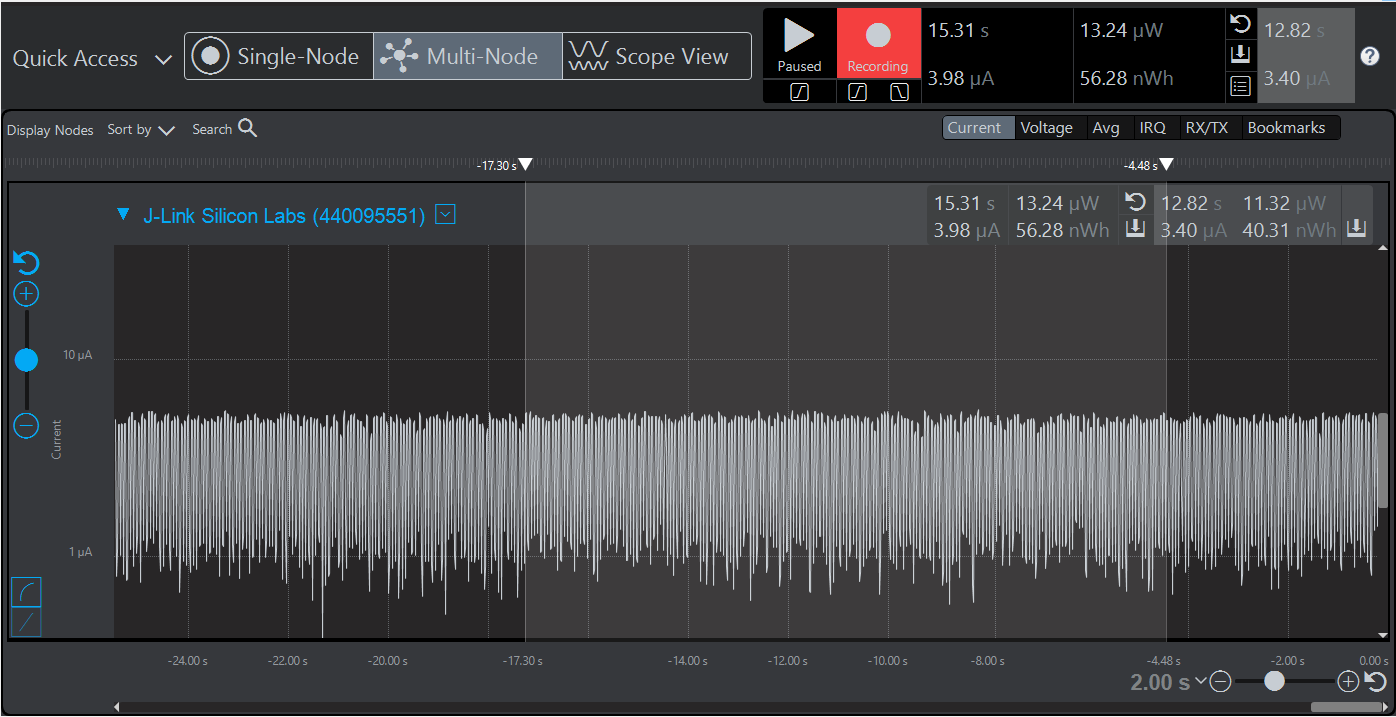 Quick Access
Single-Node
Multi-Node
Scope View
Paused
Recording
15.31 s
3.98 µA
13.24 µW
56.28 nWh
12.82 s
3.40 µA
?
Display Nodes
Sort by
Search
Current
Voltage
Avg
IRQ
RX/TX
Bookmarks
-17.30 s
-4.48 s
J-Link Silicon Labs (440095551)
15.31 s 13.24 µW
3.98 µA 56.28 nWh
12.82 s 11.32 µW
3.40 µA 40.31 nWh
10 µA
Current
1 µA
-24.00 s -22.00 s -20.00 s -17.30 s -14.00 s -12.00 s -10.00 s -8.00 s -4.48 s -2.00 s 0.00 s
2.00 s